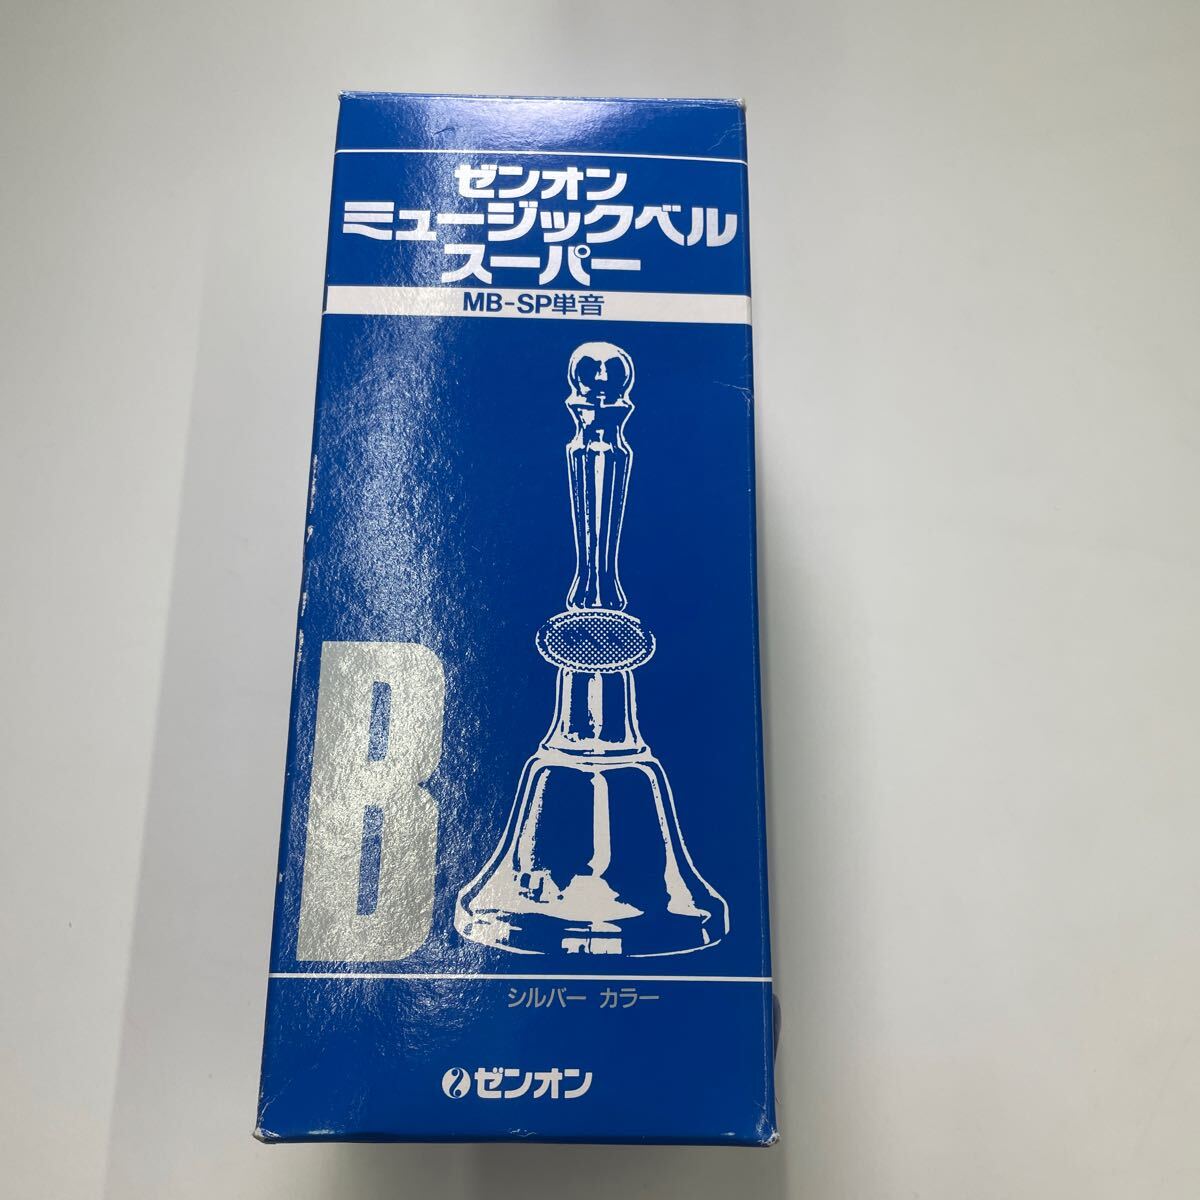 ゼンオン
ミュージックベル
スーパー
MB-SP単音
B
シルバー カラー
ゼンオン